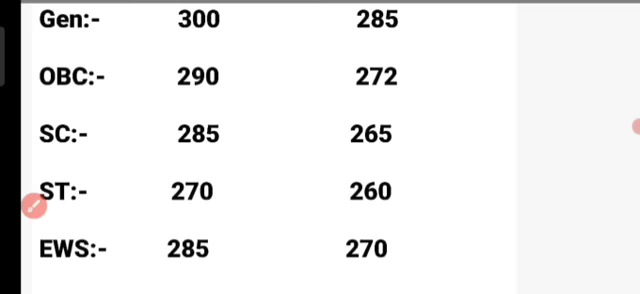 Gen:- 300 285
OBC:- 290 272
SC:- 285 265
ST:- 270 260
EWS:- 285 270